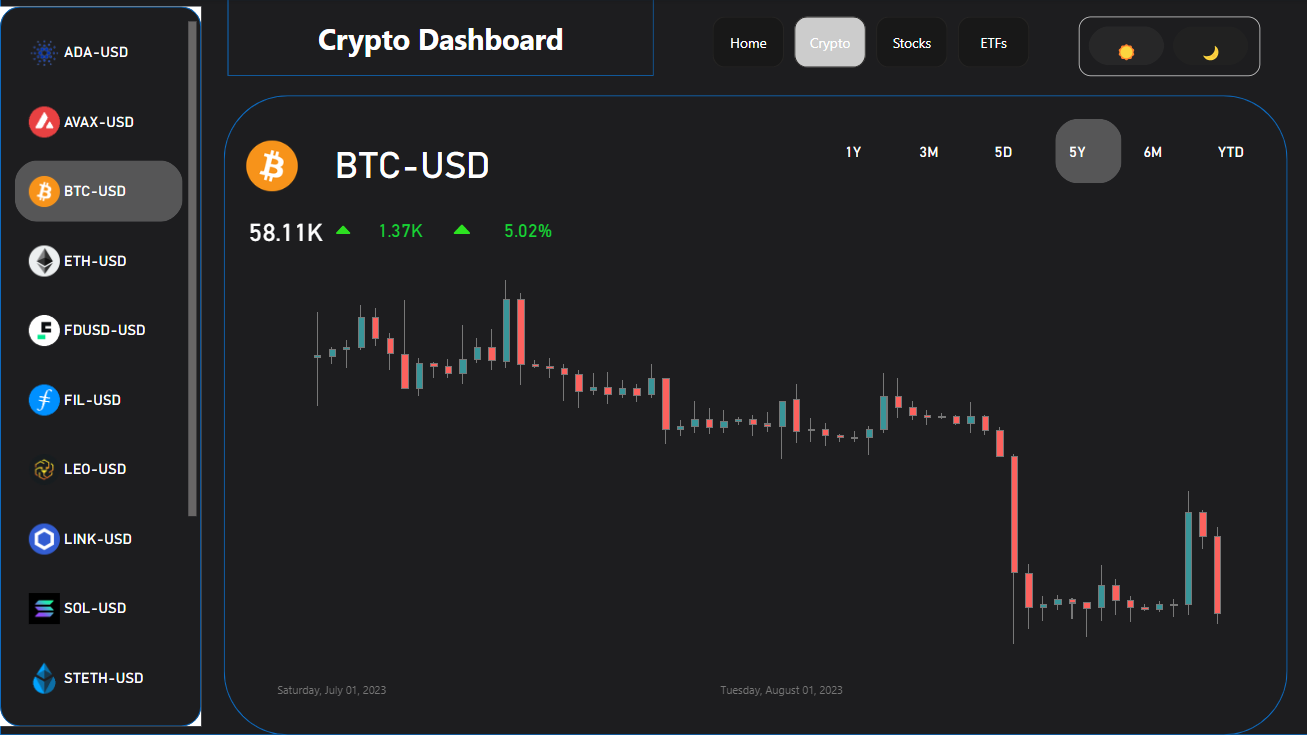 Crypto Dashboard
Home
Crypto
Stocks
ETFs
ADA-USD
AVAX-USD
BTC-USD
ETH-USD
FDUSD-USD
FIL-USD
LEO-USD
LINK-USD
SOL-USD
STETH-USD
BTC-USD
1Y
3M
5D
5Y
6M
YTD
58.11K
1.37K
5.02%
Saturday, July 01, 2023
Tuesday, August 01, 2023